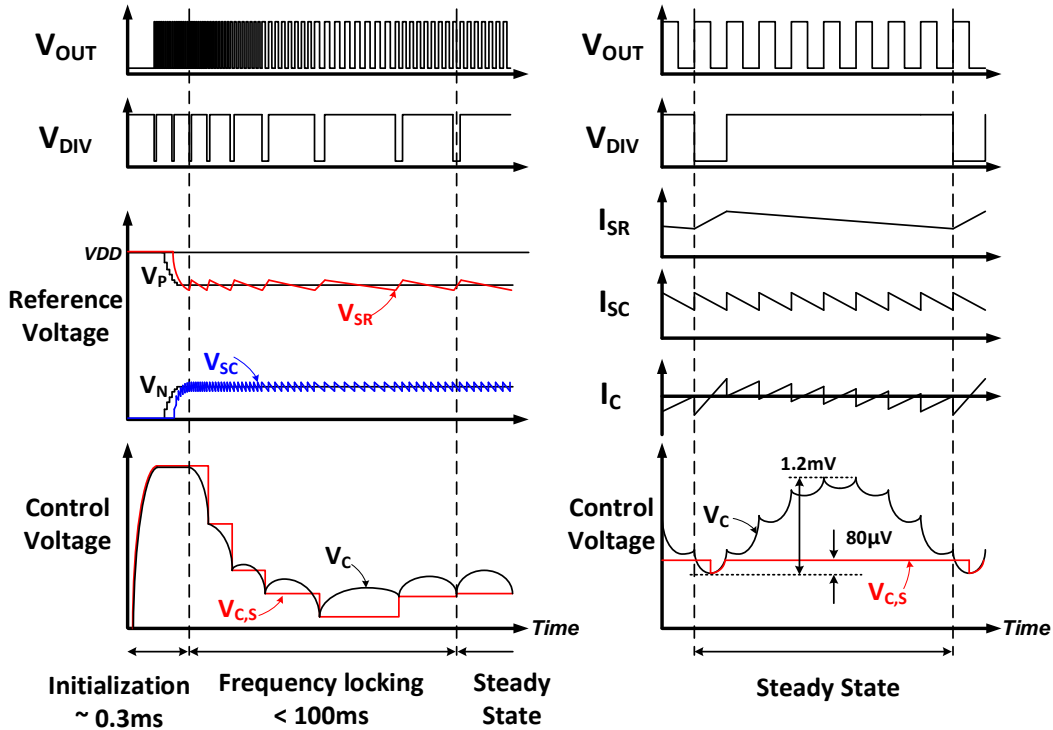 VOUT
VDIV
Reference
Voltage
VDD
VP
VSR
VSC
VN
Control
Voltage
VC
VC,S
Time
Initialization
~ 0.3ms
Frequency locking
< 100ms
Steady
State
VOUT
VDIV
ISR
ISC
IC
Control
Voltage
1.2mV
VC
80µV
VC,S
Time
Steady State